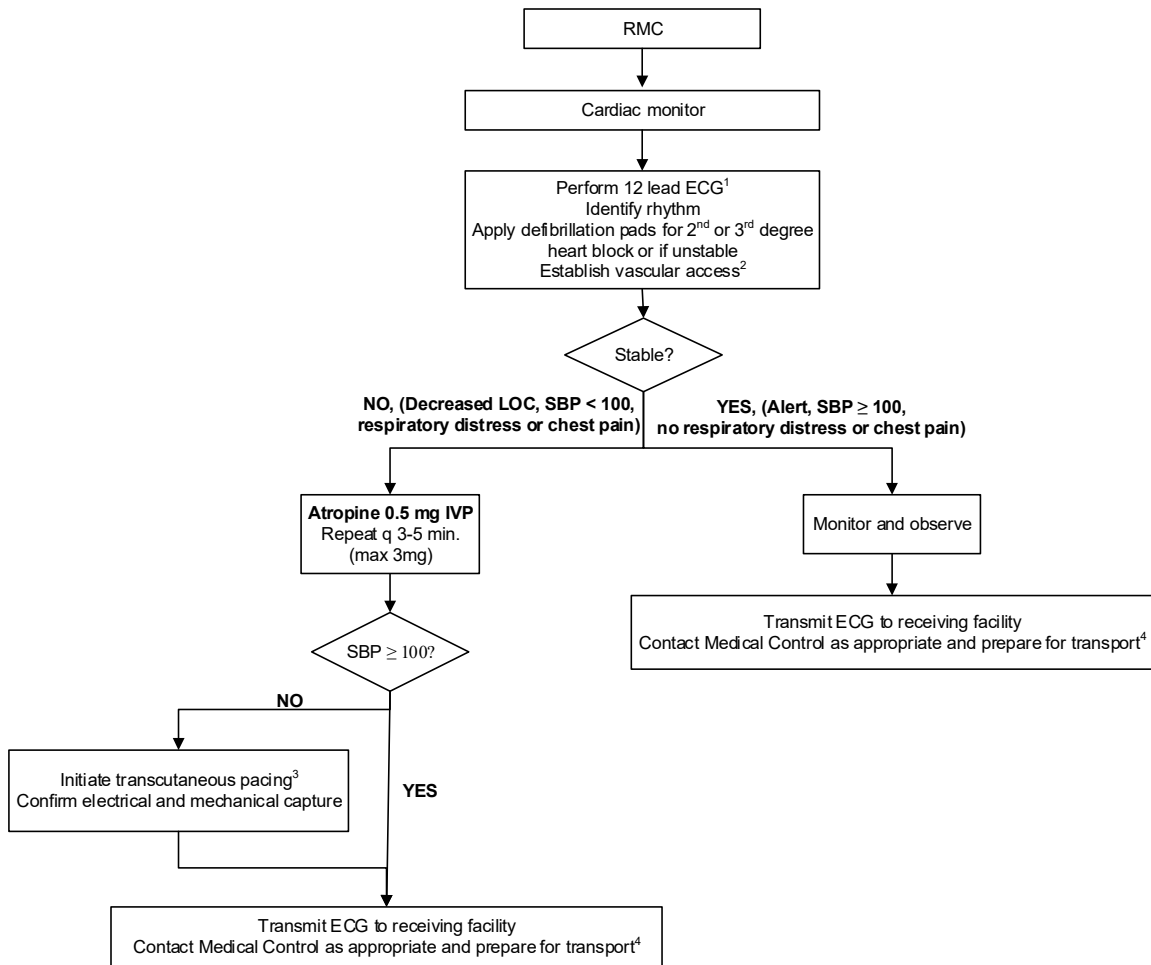 RMC
Cardiac monitor
Perform 12 lead ECG¹
Identify rhythm
Apply defibrillation pads for 2nd or 3rd degree
heart block or if unstable
Establish vascular access²
Stable?
NO, (Decreased LOC, SBP < 100,
respiratory distress or chest pain)
YES, (Alert, SBP ≥ 100,
no respiratory distress or chest pain)
Atropine 0.5 mg IVP
Repeat q 3-5 min.
(max 3mg)
Monitor and observe
Transmit ECG to receiving facility
Contact Medical Control as appropriate and prepare for transport⁴
SBP ≥ 100?
NO
Initiate transcutaneous pacing³
Confirm electrical and mechanical capture
YES
Transmit ECG to receiving facility
Contact Medical Control as appropriate and prepare for transport⁴